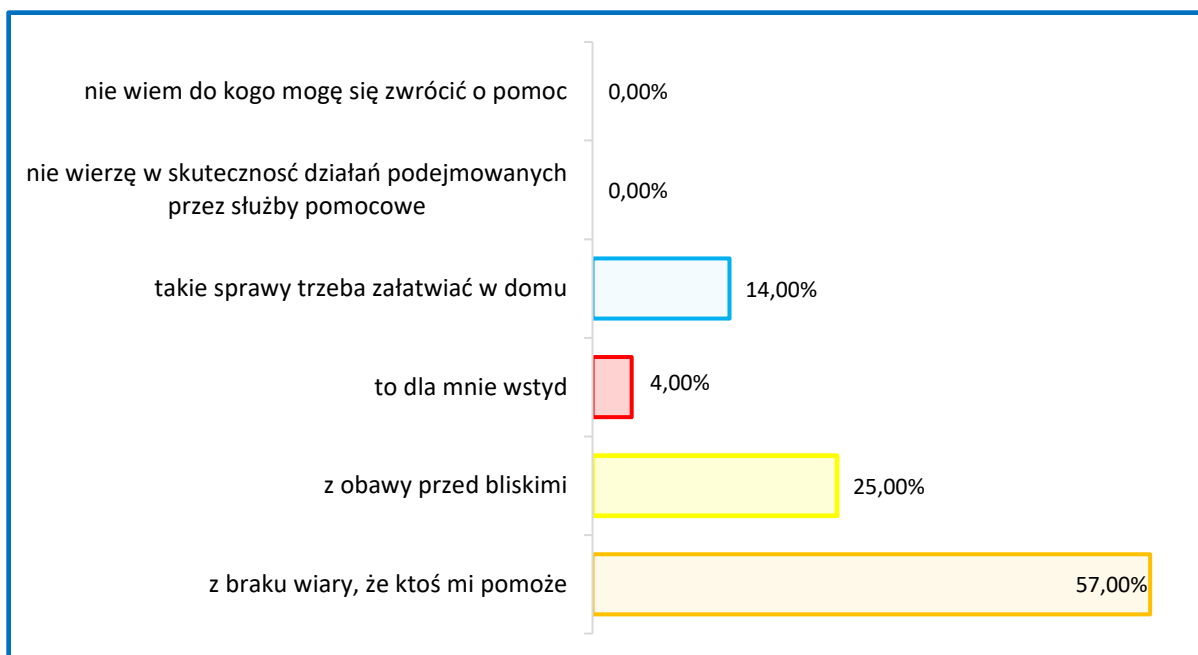 nie wiem do kogo mogę się zwrócić o pomoc
0,00%
nie wierzę w skutecznosć działań podejmowanych
przez służby pomocowe
0,00%
takie sprawy trzeba załatwiać w domu
14,00%
to dla mnie wstyd
4,00%
z obawy przed bliskimi
25,00%
z braku wiary, że ktoś mi pomoże
57,00%